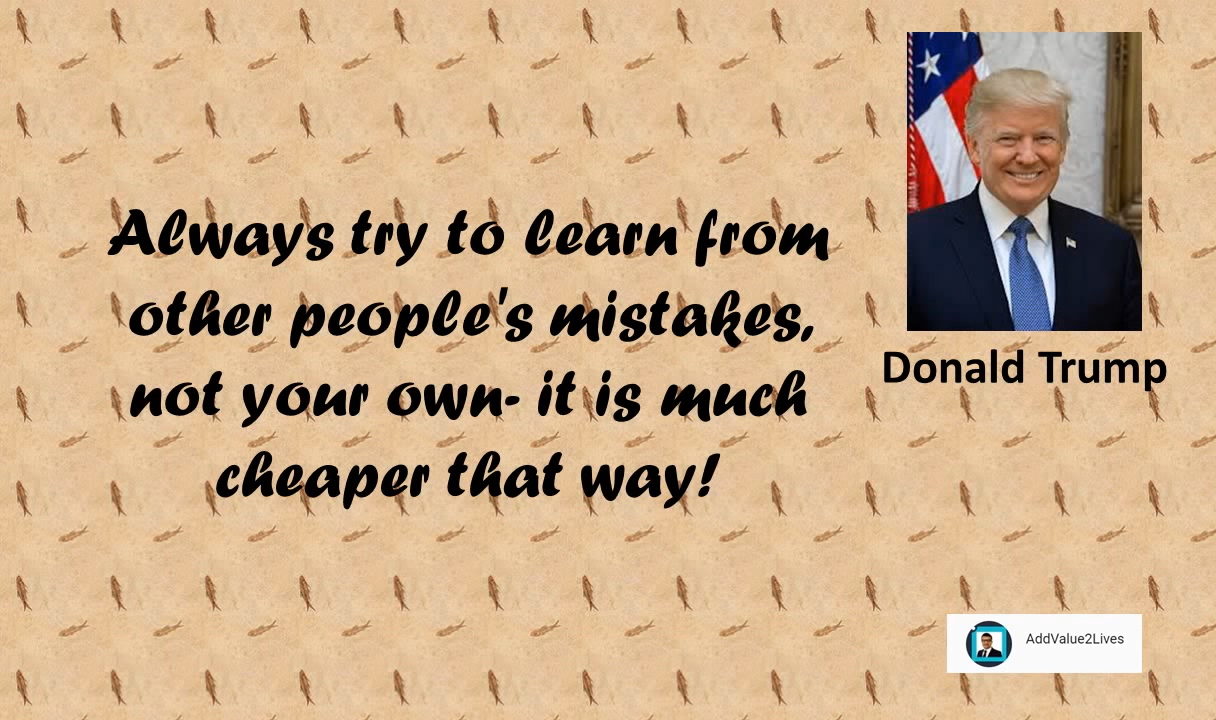 Always try to learn from
other people's mistakes,
not your own- it is much
cheaper that way!
Donald Trump
AddValue2Lives